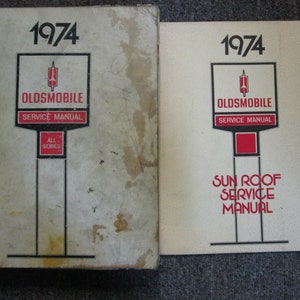 1974
OLDSMOBILE
SERVICE MANUAL
ALL
SERIES
1974
OLDSMOBILE
SERVICE MANUAL
SUN ROOF
SERVICE
MANUAL